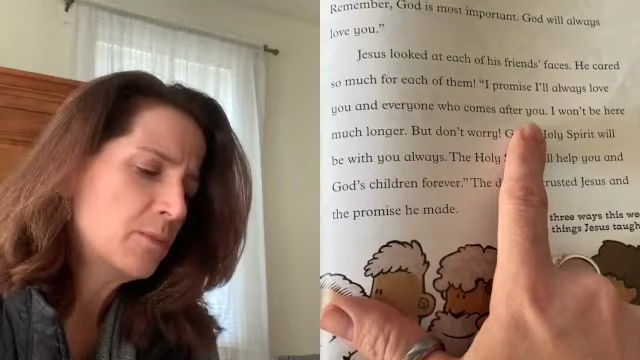 Remember, God is most important. God will always
love you.”
Jesus looked at each of his friends’ faces. He cared
so much for each of them! “I promise I’ll always love
you and everyone who comes after you. I won’t be here
much longer. But don’t worry! Holy Spirit will
be with you always. The Holy help you and
God’s children forever.” The trusted Jesus and
the promise he made.
three ways this
things Jesus